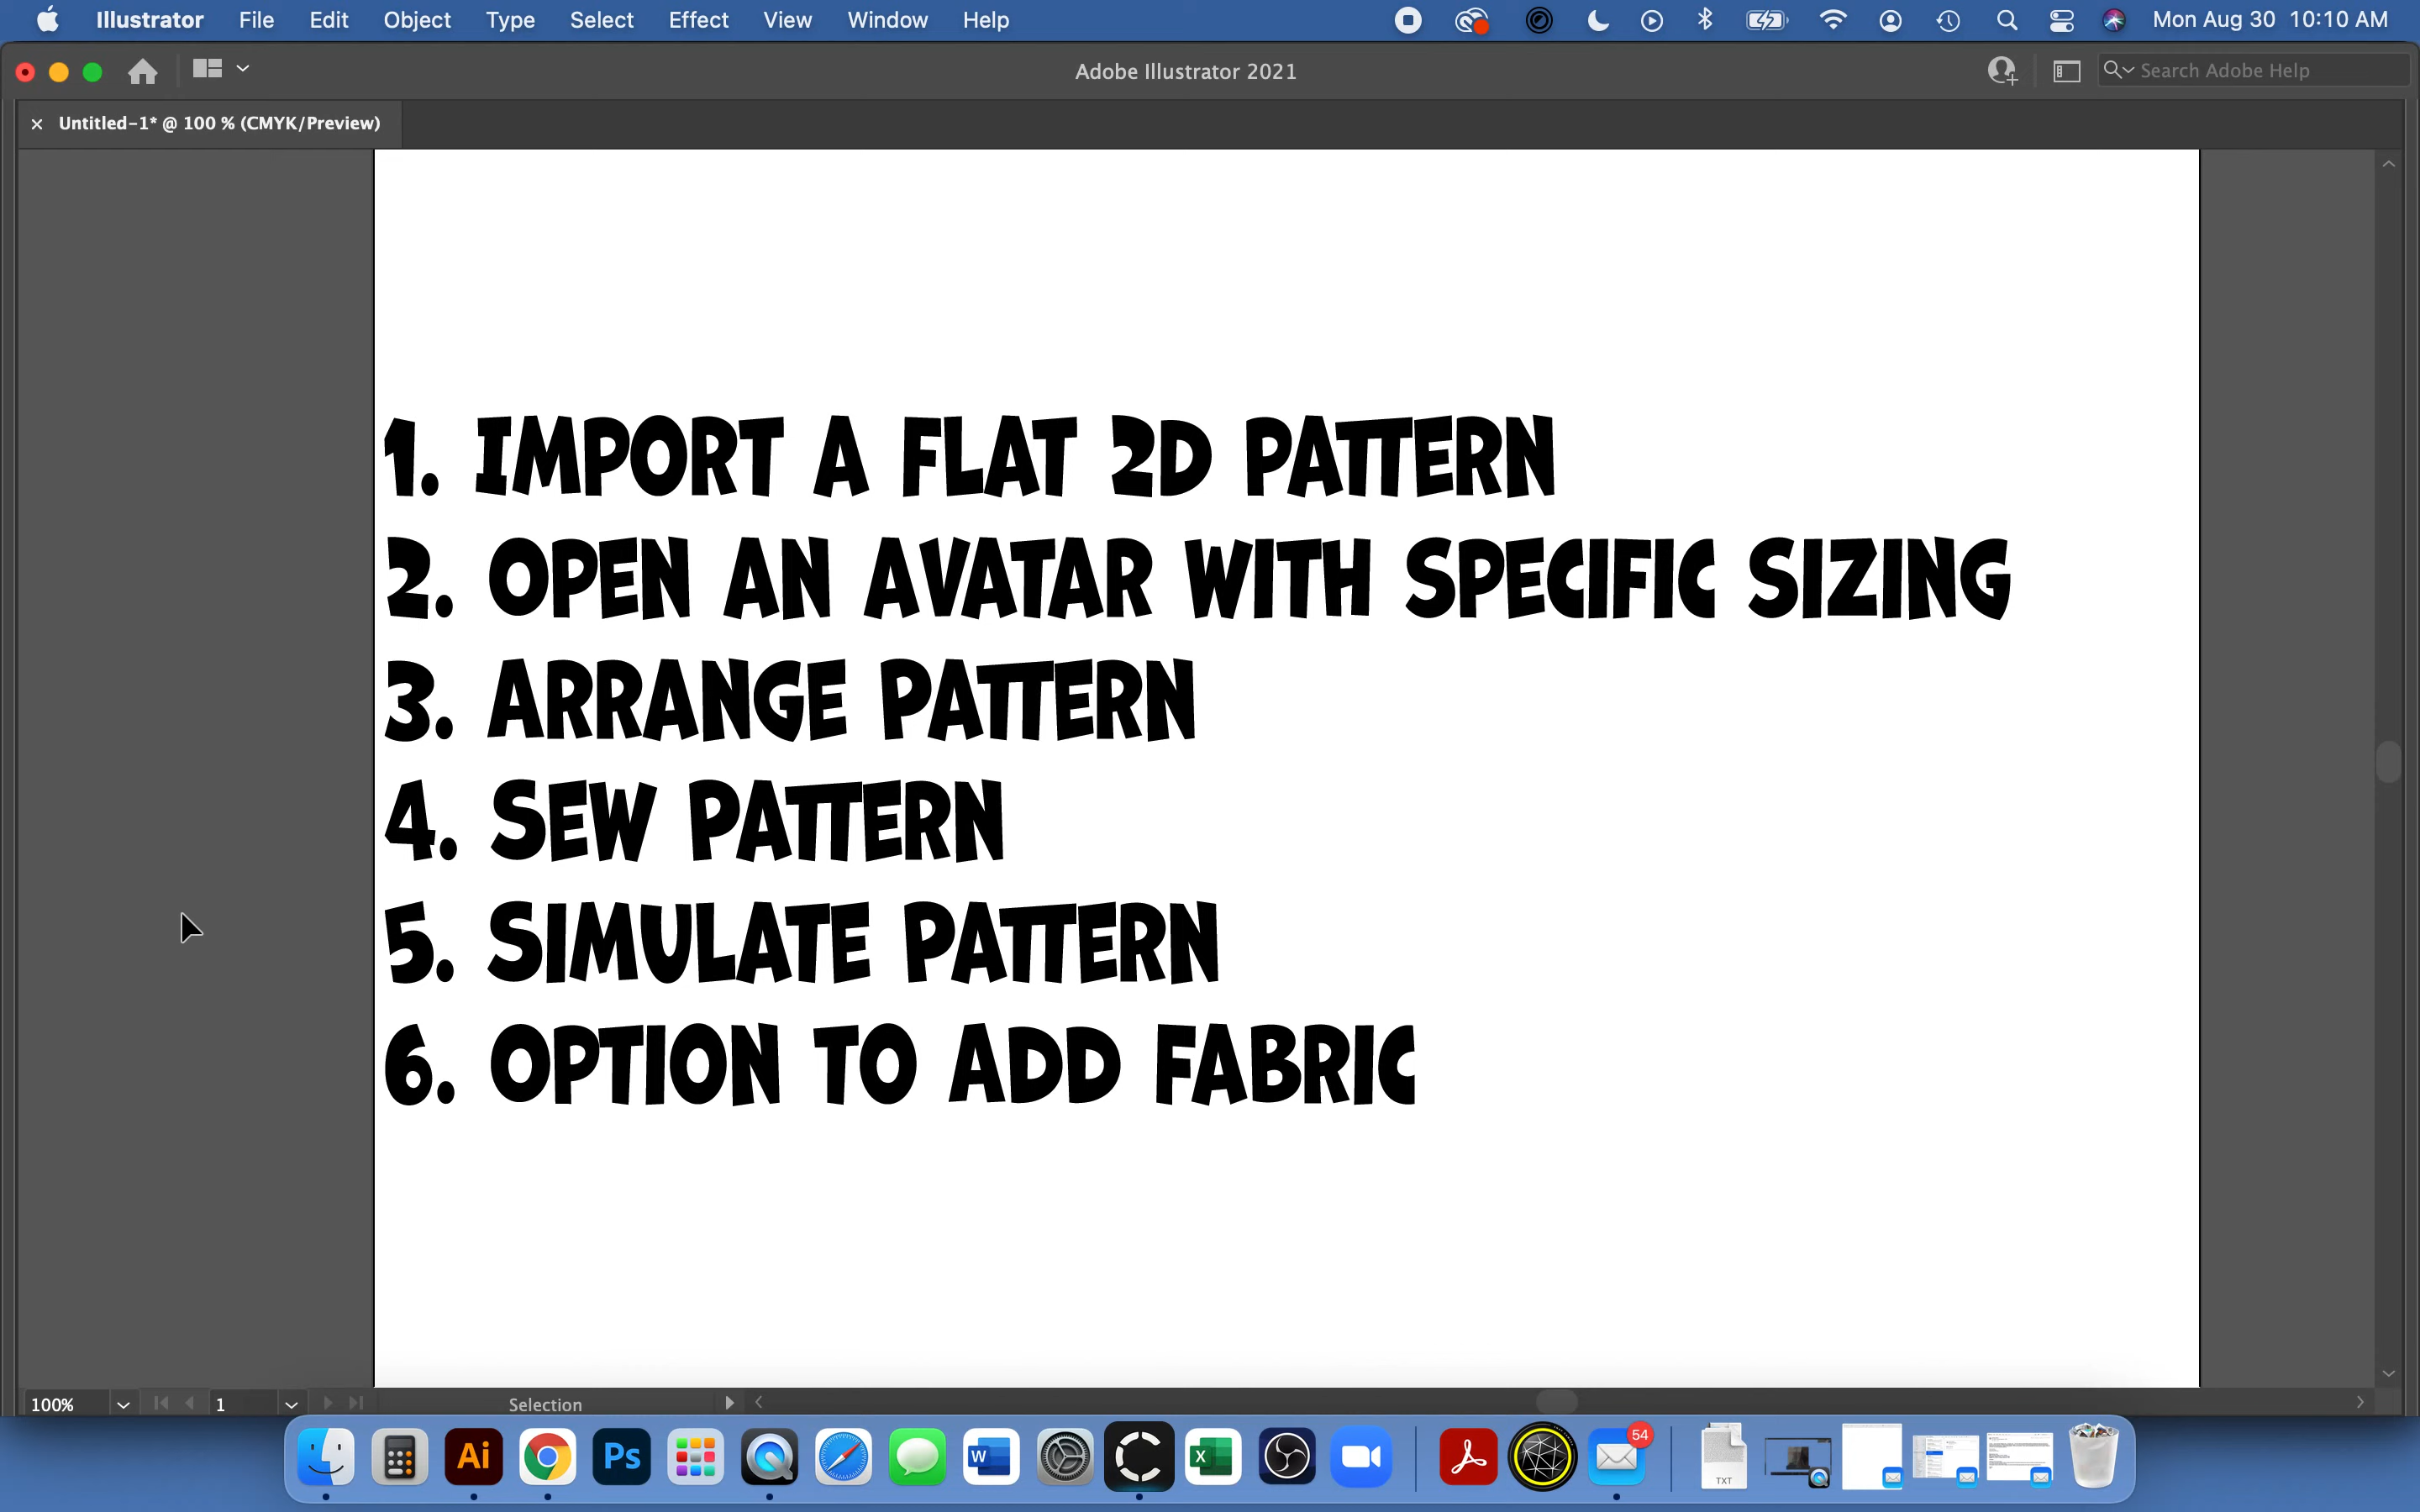 Illustrator File Edit Object Type Select Effect View Window Help Mon Aug 30 10:10 AM
Adobe Illustrator 2021 Search Adobe Help
Untitled-1* @ 100 % (CMYK/Preview)
1. IMPORT A FLAT 2D PATTERN
2. OPEN AN AVATAR WITH SPECIFIC SIZING
3. ARRANGE PATTERN
4. SEW PATTERN
5. SIMULATE PATTERN
6. OPTION TO ADD FABRIC
100% 1 Selection
54
Ai Ps W X TXT